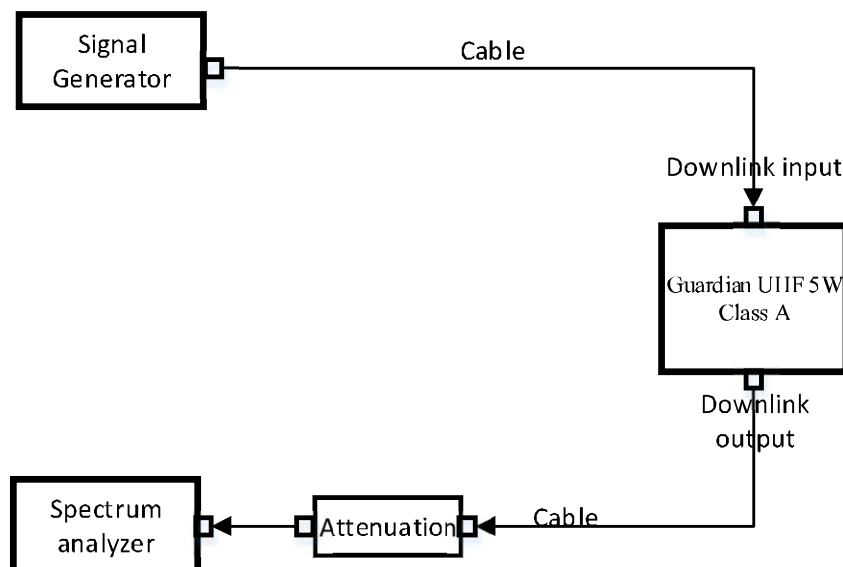 Signal
Generator
Cable
Downlink input
Guardian UHF 5W
Class A
Downlink
output
Spectrum
analyzer
Attenuation
Cable